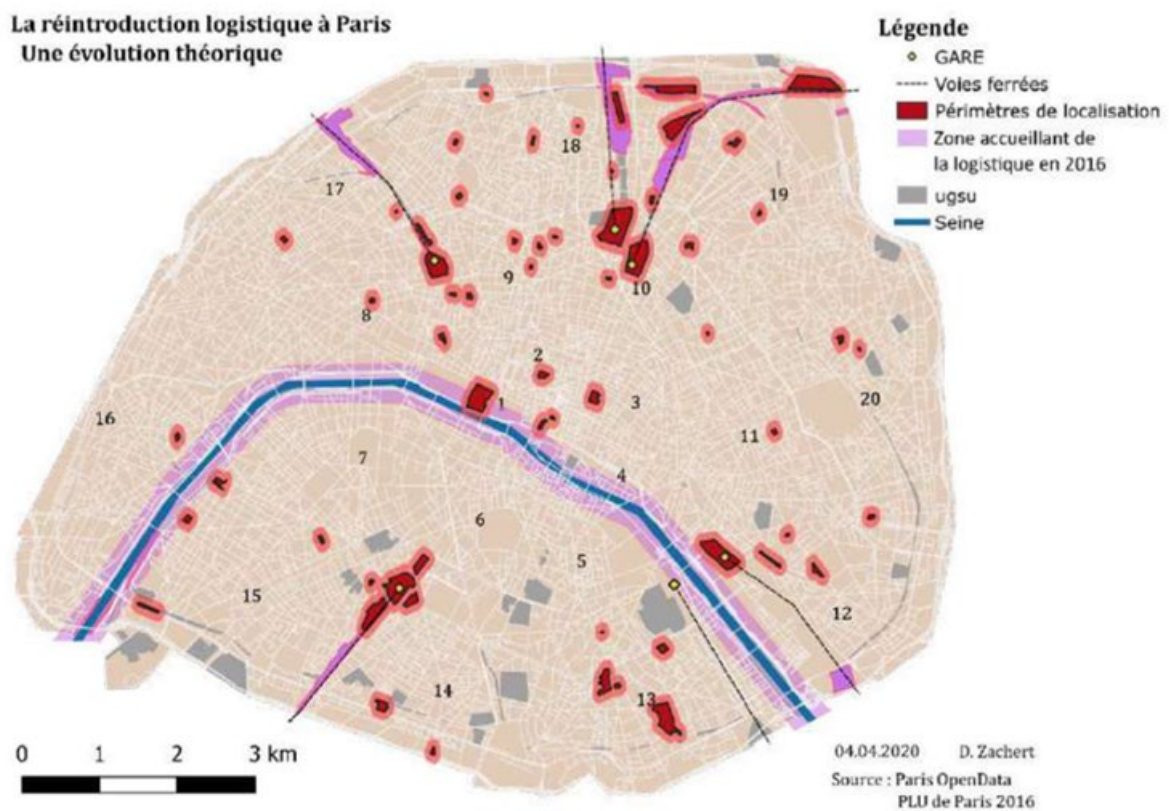 La réintroduction logistique à Paris
Une évolution théorique
Légende
GARE
Voies ferrées
Périmètres de localisation
Zone accueillant de
la logistique en 2016
ugsu
Seine
18
17
19
9
10
8
2
1
3
20
16
11
7
4
6
5
15
12
14
13
0 1 2 3 km
04.04.2020 D. Zachert
Source : Paris OpenData
PLU de Paris 2016